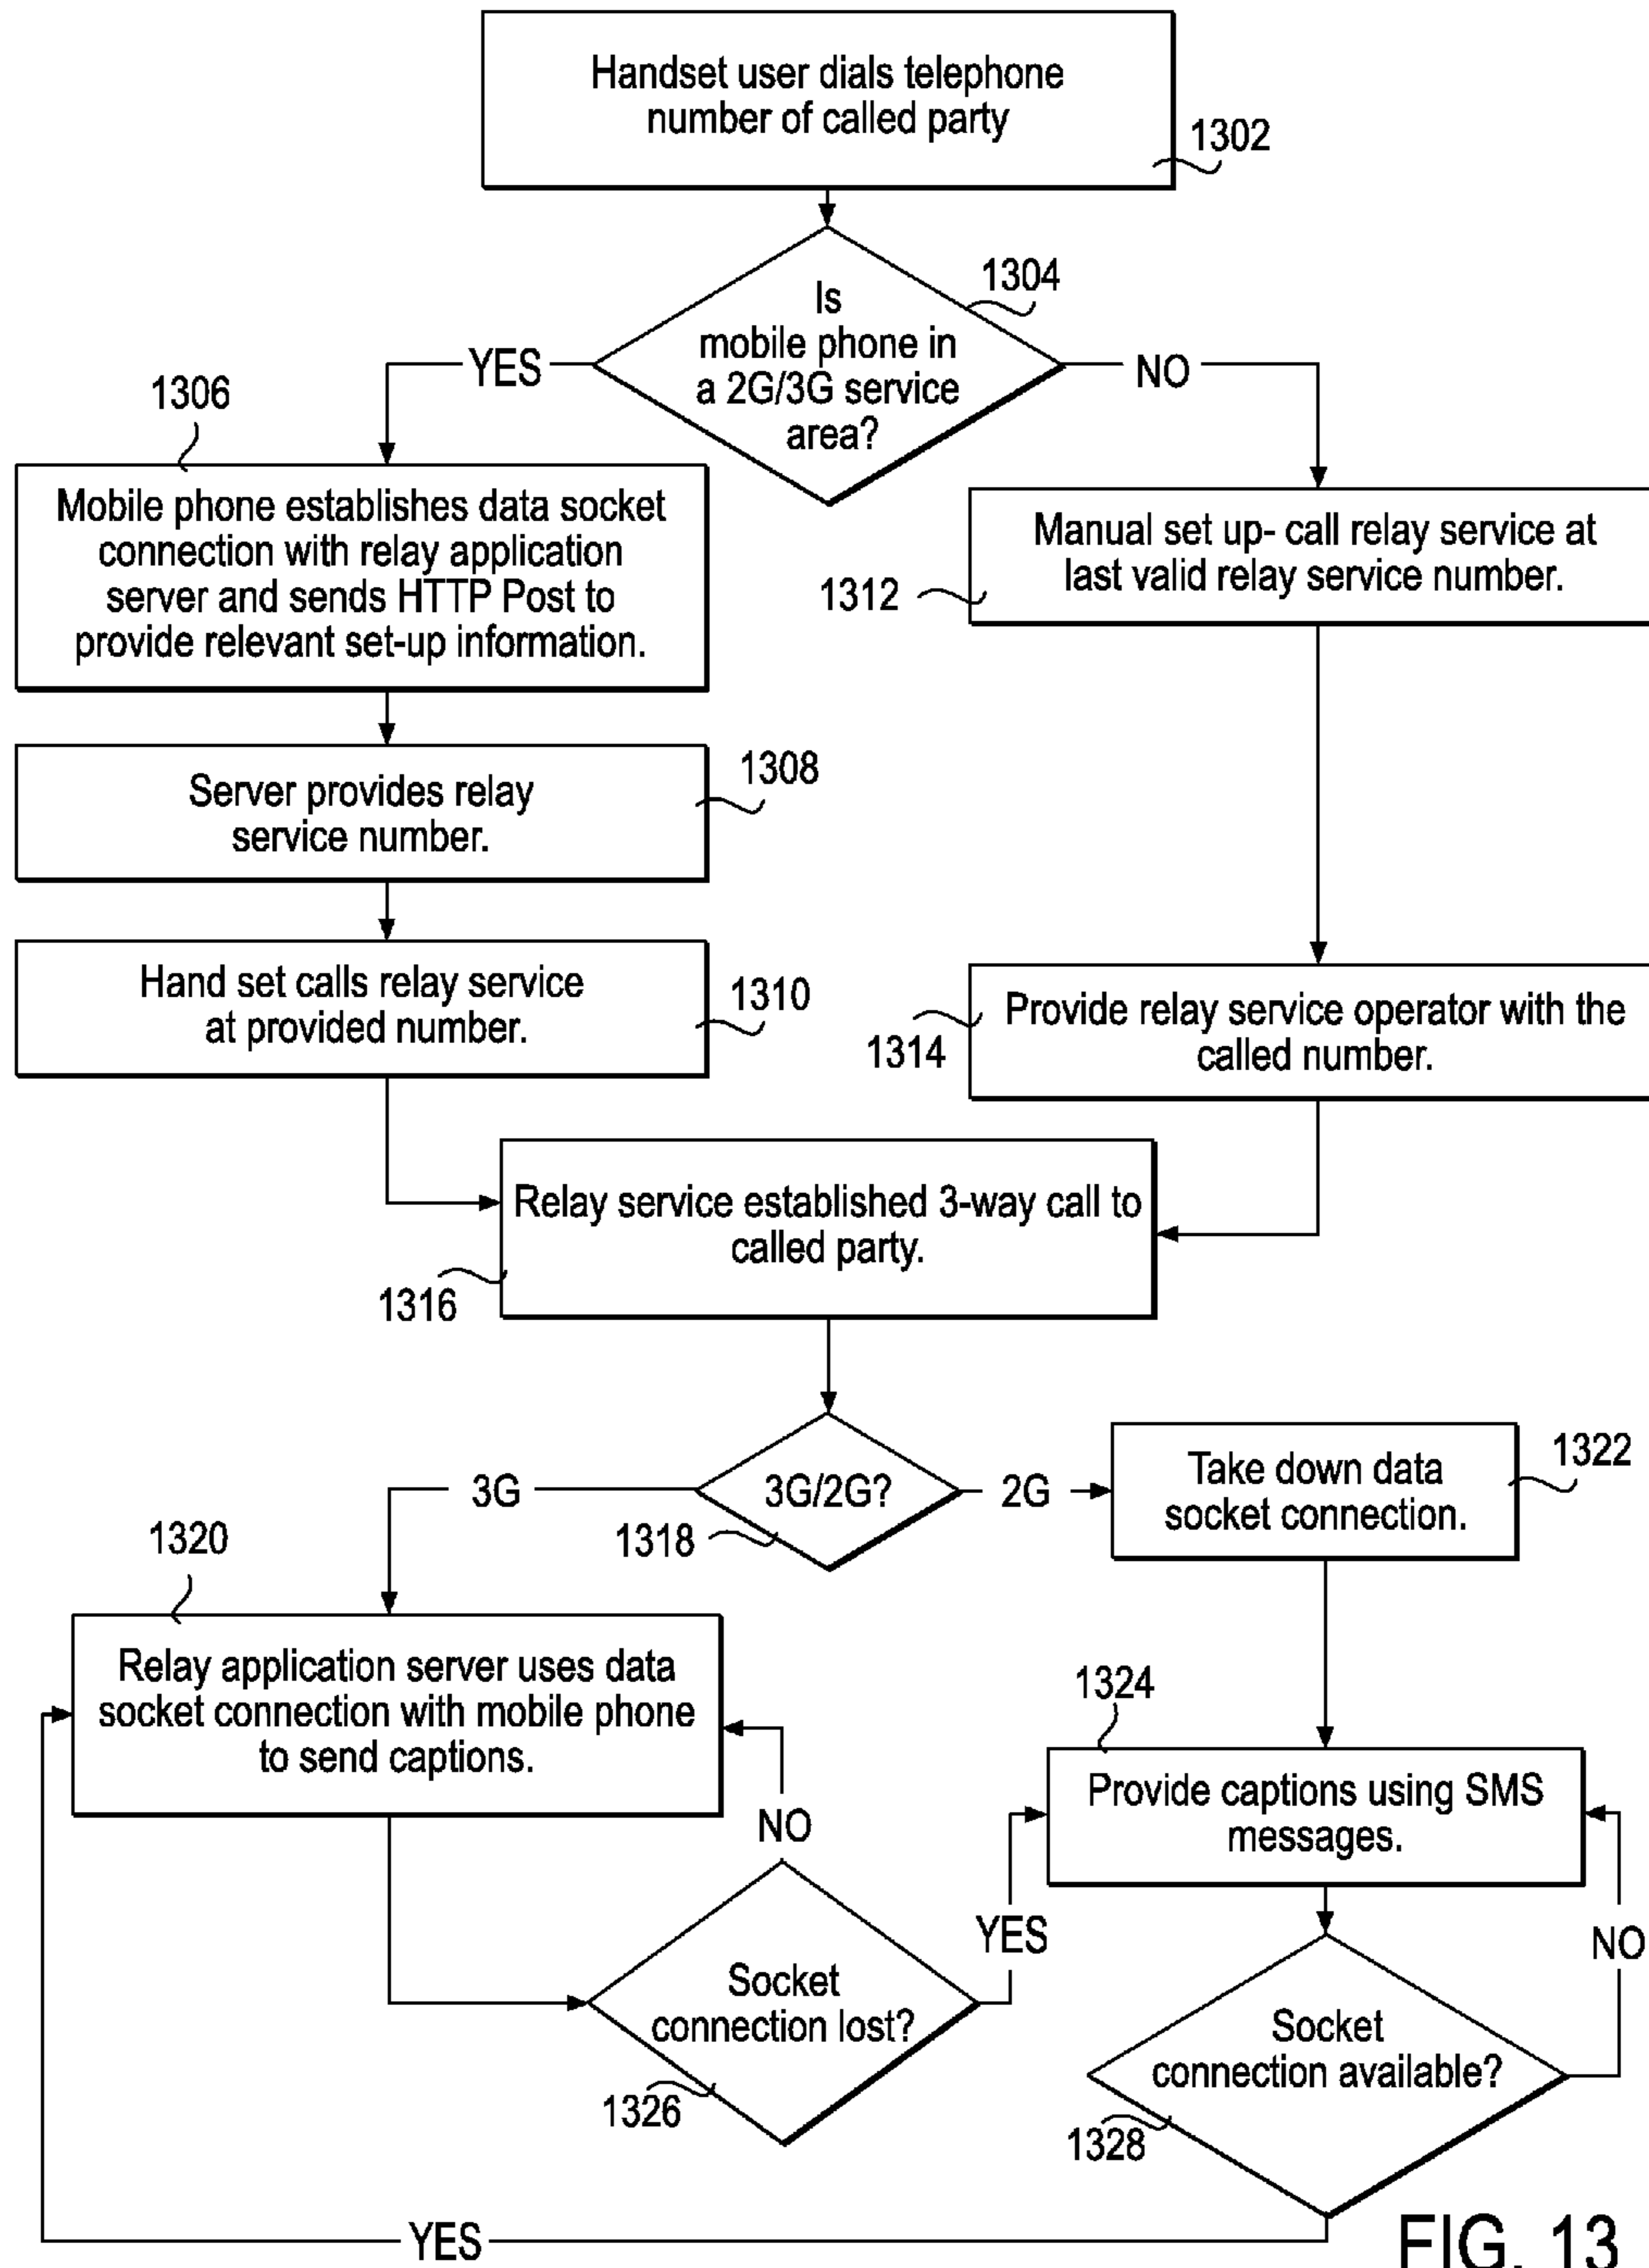 Handset user dials telephone
number of called party
1302
1304
Is
mobile phone in
a 2G/3G service
area?
YES
NO
1306
Mobile phone establishes data socket
connection with relay application
server and sends HTTP Post to
provide relevant set-up information.
Manual set up- call relay service at
last valid relay service number.
1312
Server provides relay
service number.
1308
Hand set calls relay service
at provided number.
1310
Provide relay service operator with the
called number.
1314
Relay service established 3-way call to
called party.
1316
3G/2G?
3G
2G
1318
Take down data
socket connection.
1322
1320
Relay application server uses data
socket connection with mobile phone
to send captions.
1324
Provide captions using SMS
messages.
NO
YES
NO
Socket
connection lost?
1326
Socket
connection available?
1328
YES
FIG. 13